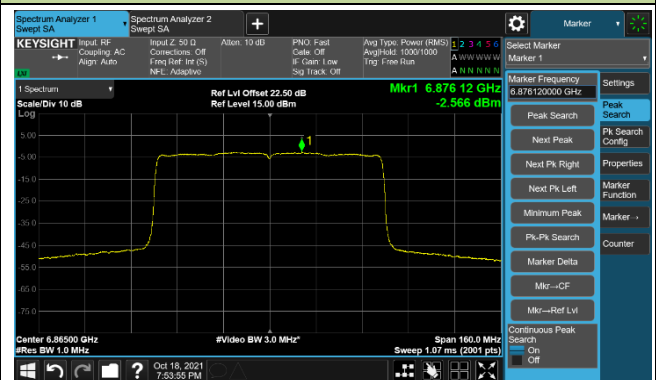 Spectrum Analyzer 1
Swept SA
Spectrum Analyzer 2
Swept SA
+
Marker
KEYSIGHT
Input: RF
Coupling: AC
Align: Auto
Input Z: 50 Ω
Corrections: Off
Freq Ref: Int (S)
NFE: Adaptive
Atten: 10 dB
PNO: Fast
Gate: Off
IF Gain: Low
Sig Track: Off
Avg Type: Power (RMS)
Avg|Hold: 1000/1000
Trig: Free Run
1 2 3 4 5 6
A W W W W W
A N N N N N
Select Marker
Marker 1
LXI
1 Spectrum
Scale/Div 10 dB
Log
Ref Lvl Offset 22.50 dB
Ref Level 15.00 dBm
Mkr1 6.876 12 GHz
-2.566 dBm
1
5.00
-5.00
-15.0
-25.0
-35.0
-45.0
-55.0
-65.0
-75.0
Center 6.86500 GHz
#Res BW 1.0 MHz
#Video BW 3.0 MHz*
Span 160.0 MHz
Sweep 1.07 ms (2001 pts)
Marker Frequency
6.876120000 GHz
Peak Search
Next Peak
Next Pk Right
Next Pk Left
Minimum Peak
Pk-Pk Search
Marker Delta
Mkr→CF
Mkr→Ref Lvl
Continuous Peak
Search
On
Off
Settings
Peak
Search
Pk Search
Config
Properties
Marker
Function
Marker→
Counter
?
Oct 18, 2021
7:53:55 PM